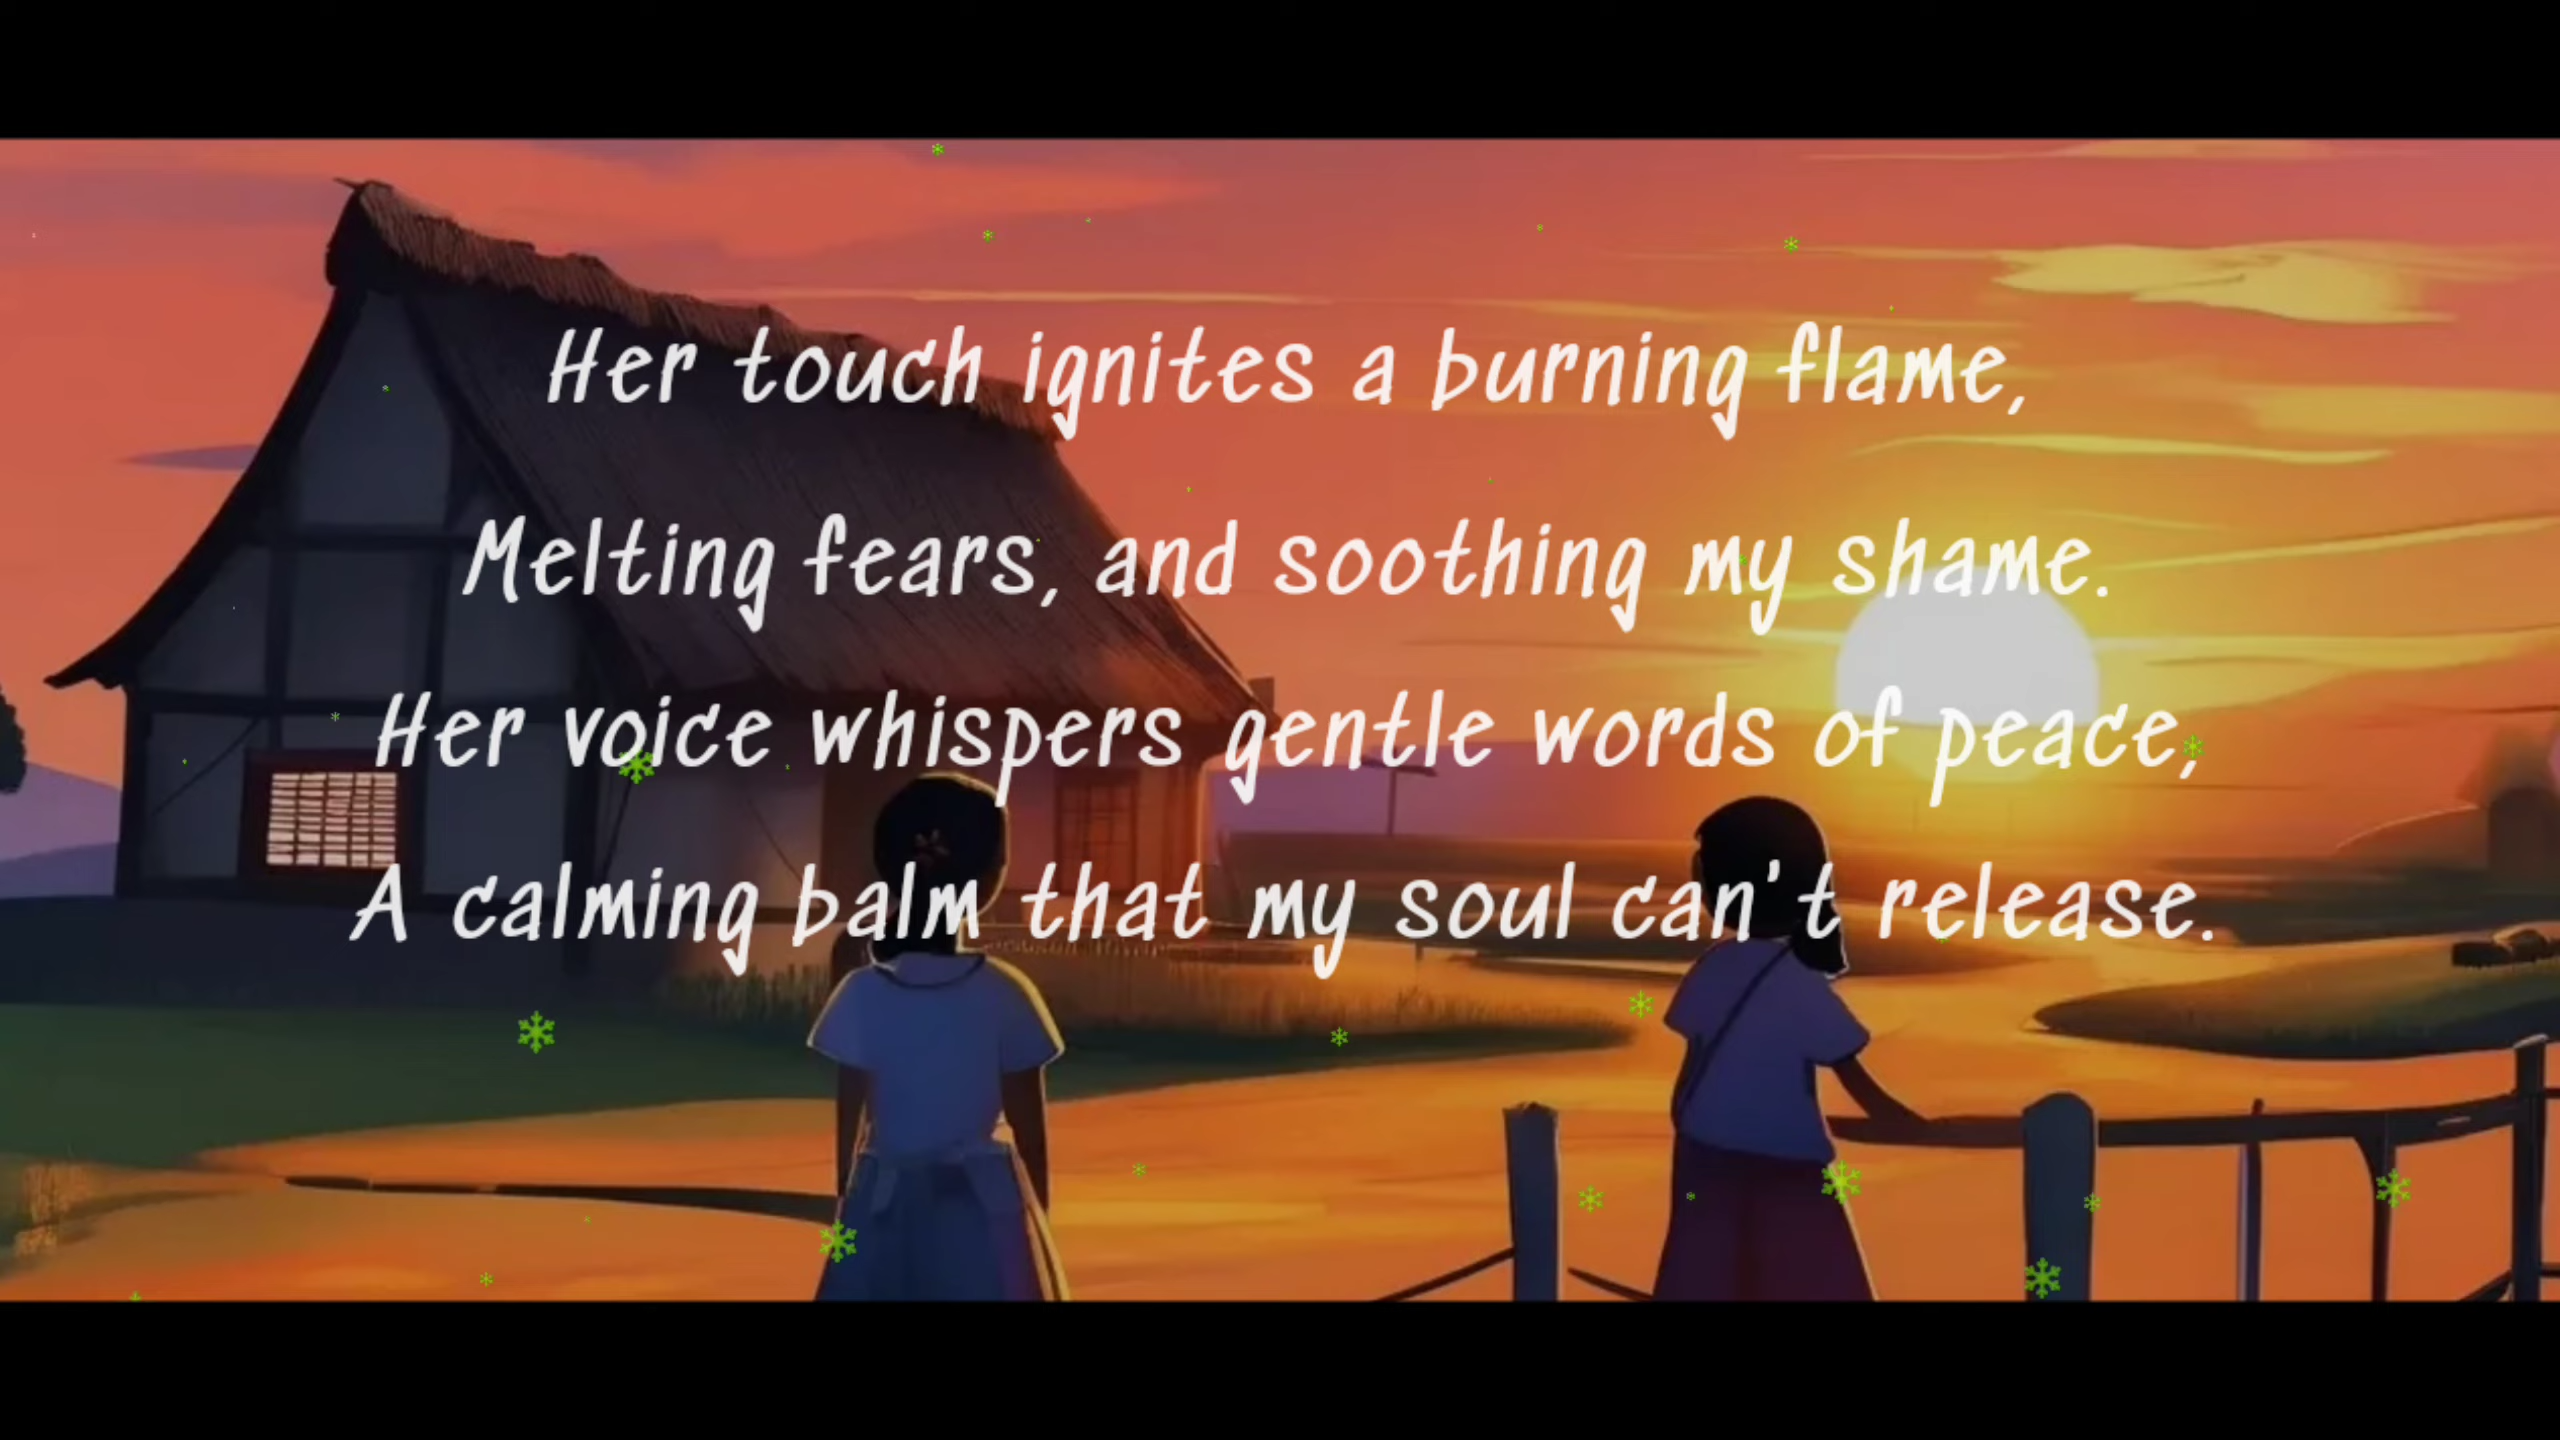 Her touch ignites a burning flame,
Melting fears, and soothing my shame.
Her voice whispers gentle words of peace,
A calming balm that my soul can't release.